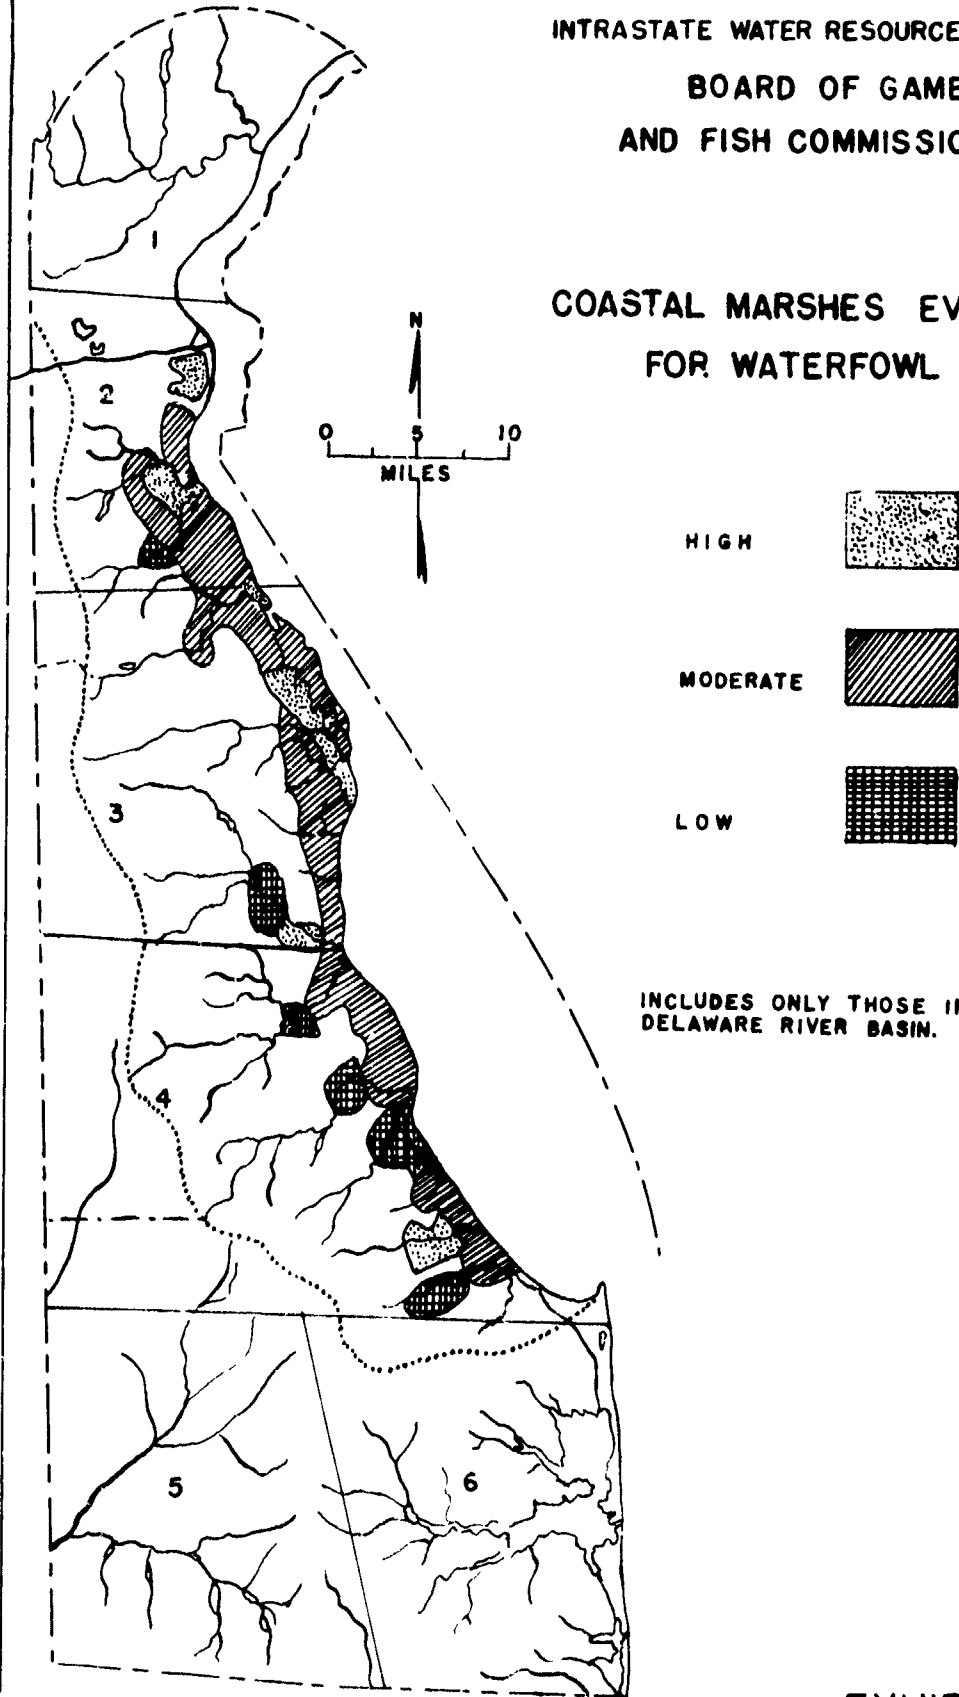 INTRASTATE WATER RESOURCE
BOARD OF GAME
AND FISH COMMISSIO
COASTAL MARSHES EV
FOR WATERFOWL
N
0 5 10
MILES
HIGH
MODERATE
LOW
INCLUDES ONLY THOSE I
DELAWARE RIVER BASIN.
1
2
3
4
5
6